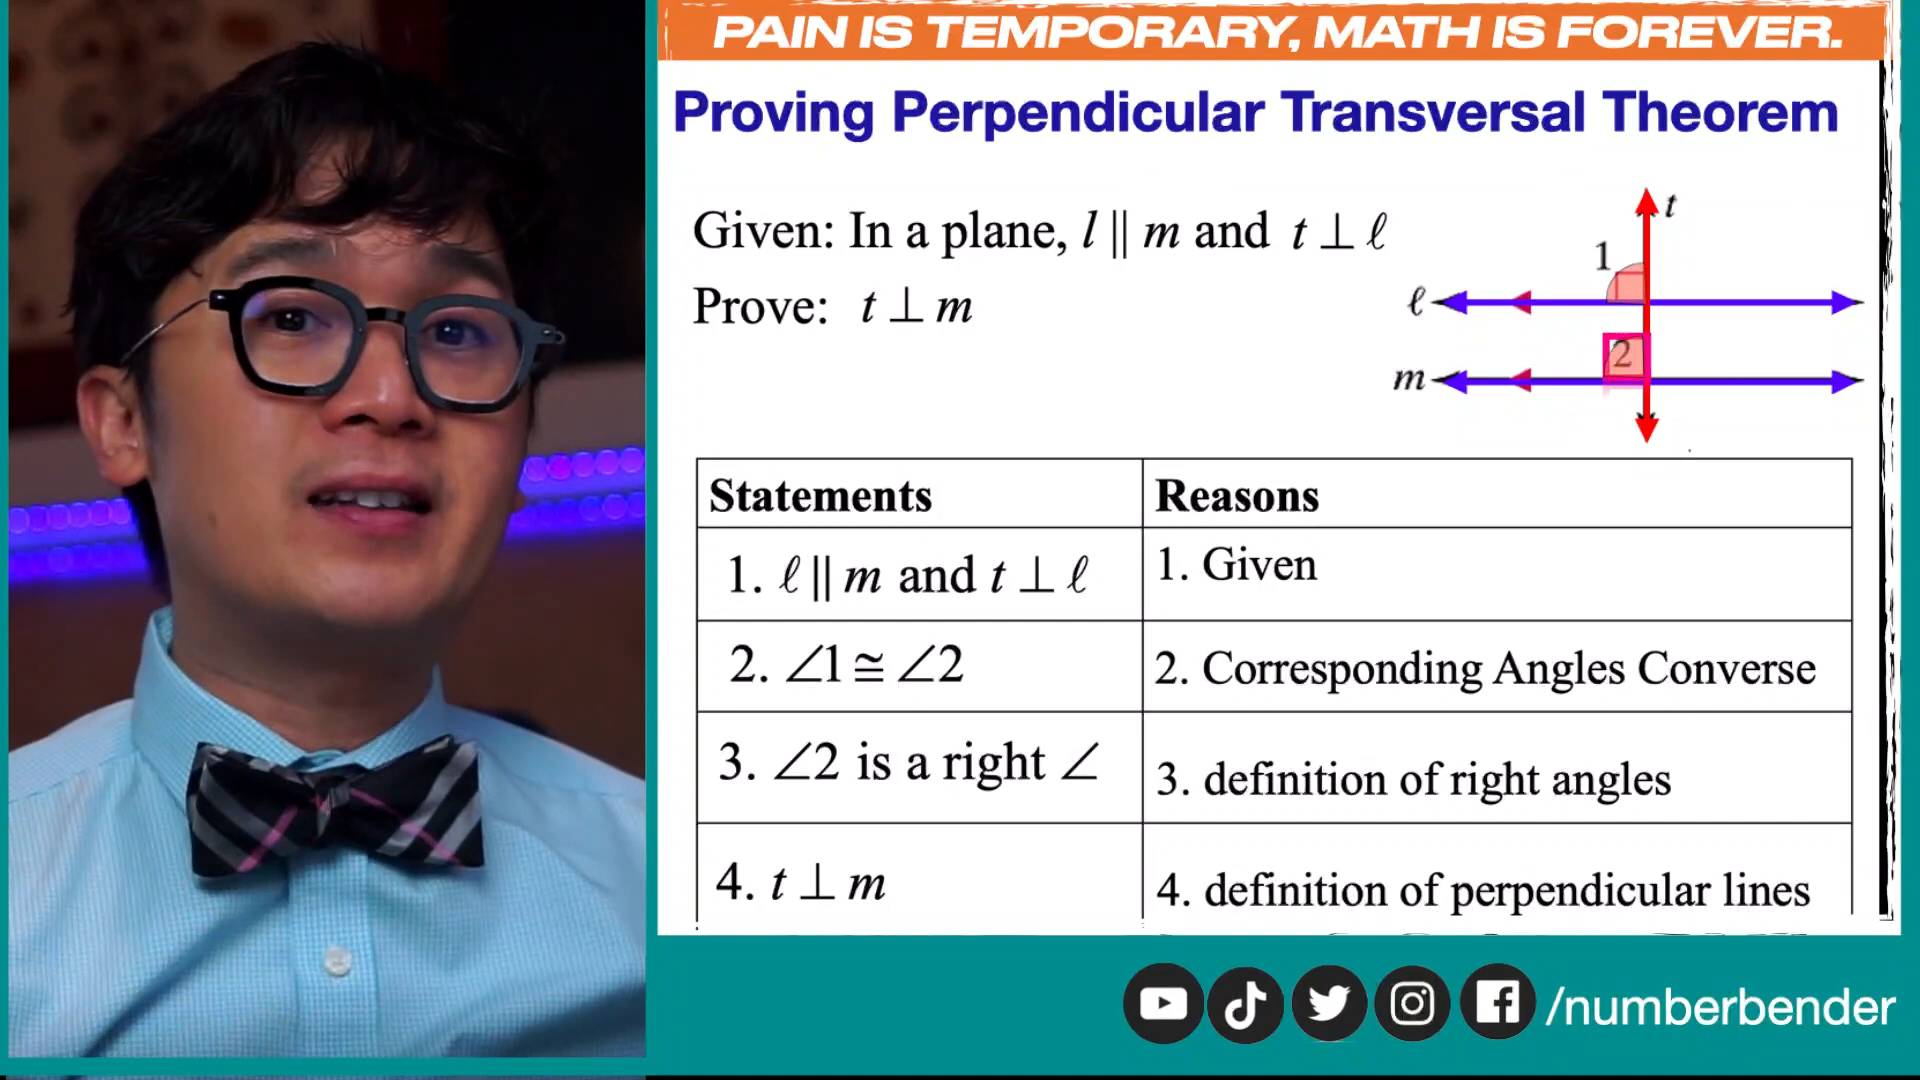 PAIN IS TEMPORARY, MATH IS FOREVER.
Proving Perpendicular Transversal Theorem
Given: In a plane, l || m and t ⊥ ℓ
Prove: t ⊥ m
t
1
ℓ
2
m
Statements Reasons
1. ℓ || m and t ⊥ ℓ 1. Given
2. ∠1 ≅ ∠2 2. Corresponding Angles Converse
3. ∠2 is a right ∠ 3. definition of right angles
4. t ⊥ m 4. definition of perpendicular lines
/numberbender